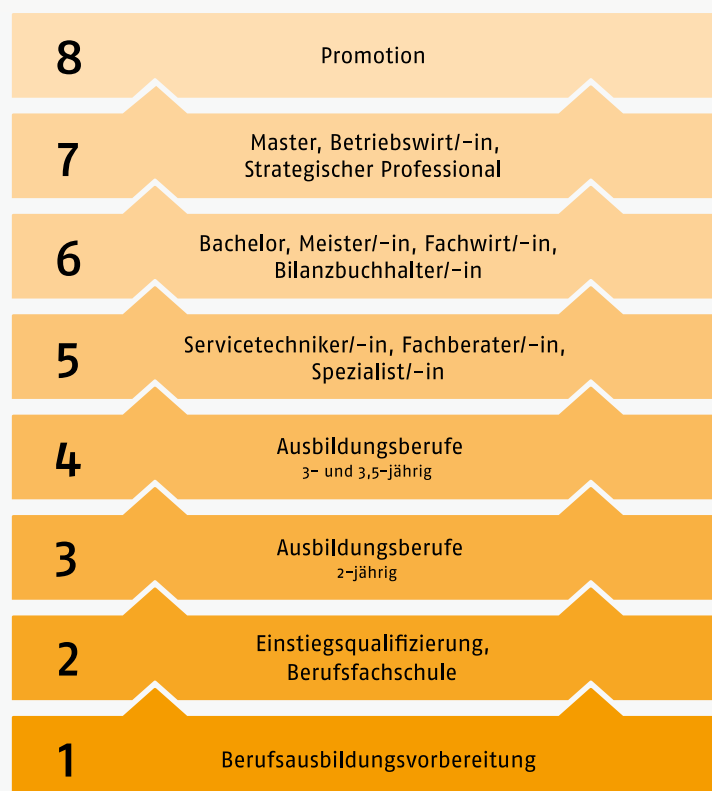 8
Promotion
7
Master, Betriebswirt/-in,
Strategischer Professional
6
Bachelor, Meister/-in, Fachwirt/-in,
Bilanzbuchhalter/-in
5
Servicetechniker/-in, Fachberater/-in,
Spezialist/-in
4
Ausbildungsberufe
3- und 3,5-jährig
3
Ausbildungsberufe
2-jährig
2
Einstiegsqualifizierung,
Berufsfachschule
1
Berufsausbildungsvorbereitung